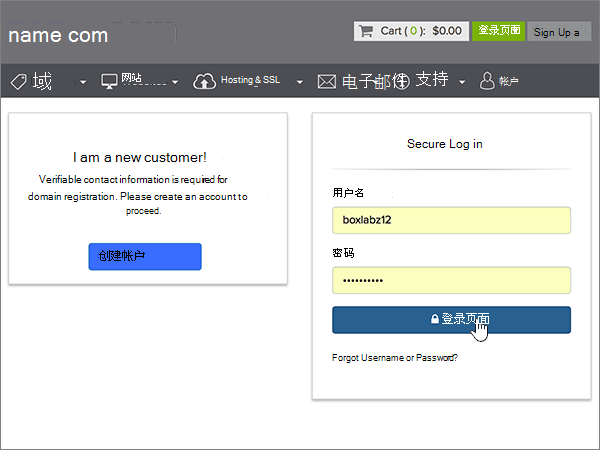 name com
Cart ( 0 ): $0.00
登录页面
Sign Up a
域
网站
Hosting & SSL
电子邮件
支持
帐户
I am a new customer!
Verifiable contact information is required for
domain registration. Please create an account to
proceed.
创建帐户
Secure Log in
用户名
boxlabz12
密码
••••••••••
登录页面
Forgot Username or Password?